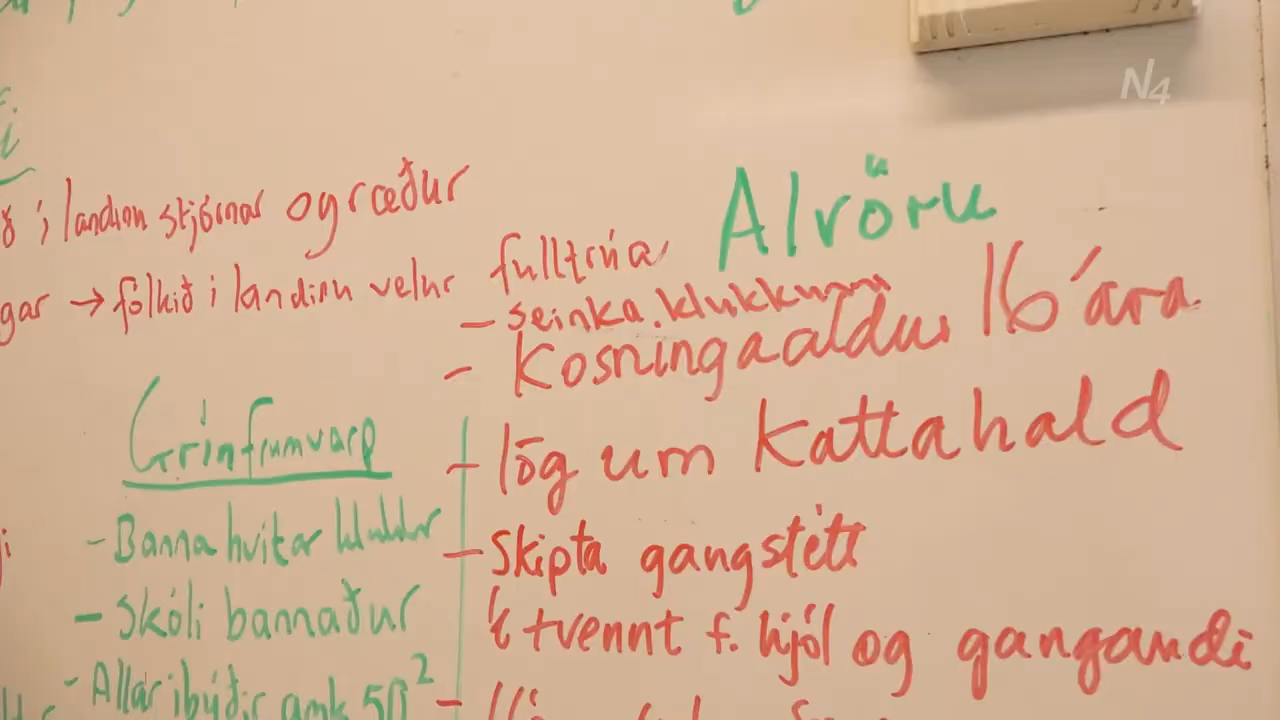 N4
í landinu stjórnar og ræður
gar → fólkið í landinu velur fulltrúa
Alvöru
- seinka klukkunni
- Kosningaaldur 16 ára
- lög um kattahald
- Skipta gangstétt
í tvennt f. hjól og gangandi
Grínfrumvarp
- Banna hvítar klukkur
- Skóli bannaður
- Allar íbúðir amk 50²